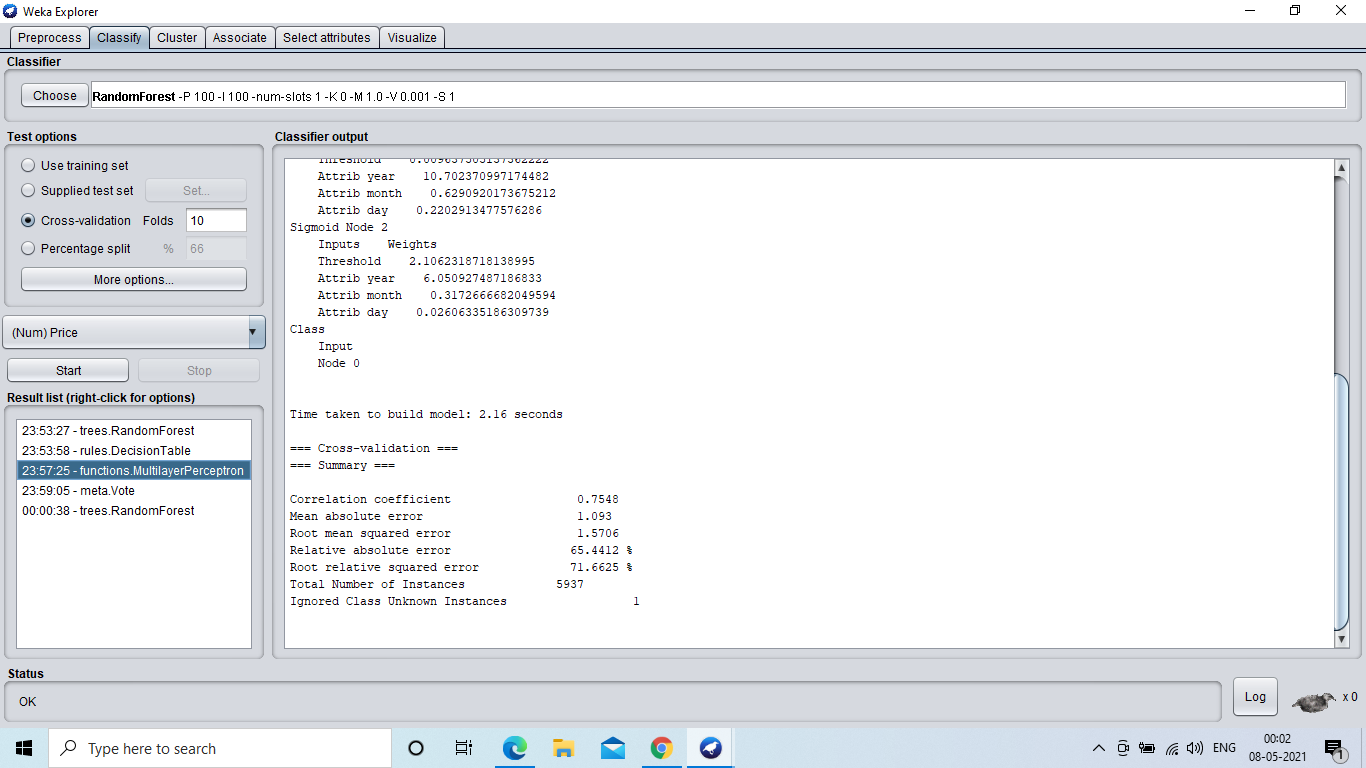 Weka Explorer
Preprocess Classify Cluster Associate Select attributes Visualize
Classifier
Choose RandomForest -P 100 -I 100 -num-slots 1 -K 0 -M 1.0 -V 0.001 -S 1
Test options
Use training set
Supplied test set Set...
Cross-validation Folds 10
Percentage split % 66
More options...
(Num) Price
Start Stop
Result list (right-click for options)
23:53:27 - trees.RandomForest
23:53:58 - rules.DecisionTable
23:57:25 - functions.MultilayerPerceptron
23:59:05 - meta.Vote
00:00:38 - trees.RandomForest
Classifier output
Threshold
Attrib year 10.702370997174482
Attrib month 0.6290920173675212
Attrib day 0.2202913477576286
Sigmoid Node 2
Inputs Weights
Threshold 2.1062318718138995
Attrib year 6.050927487186833
Attrib month 0.3172666682049594
Attrib day 0.02606335186309739
Class
Input
Node 0
Time taken to build model: 2.16 seconds
=== Cross-validation ===
=== Summary ===
Correlation coefficient 0.7548
Mean absolute error 1.093
Root mean squared error 1.5706
Relative absolute error 65.4412 %
Root relative squared error 71.6625 %
Total Number of Instances 5937
Ignored Class Unknown Instances 1
Status
OK
Log x 0
Type here to search
ENG
00:02
08-05-2021
1